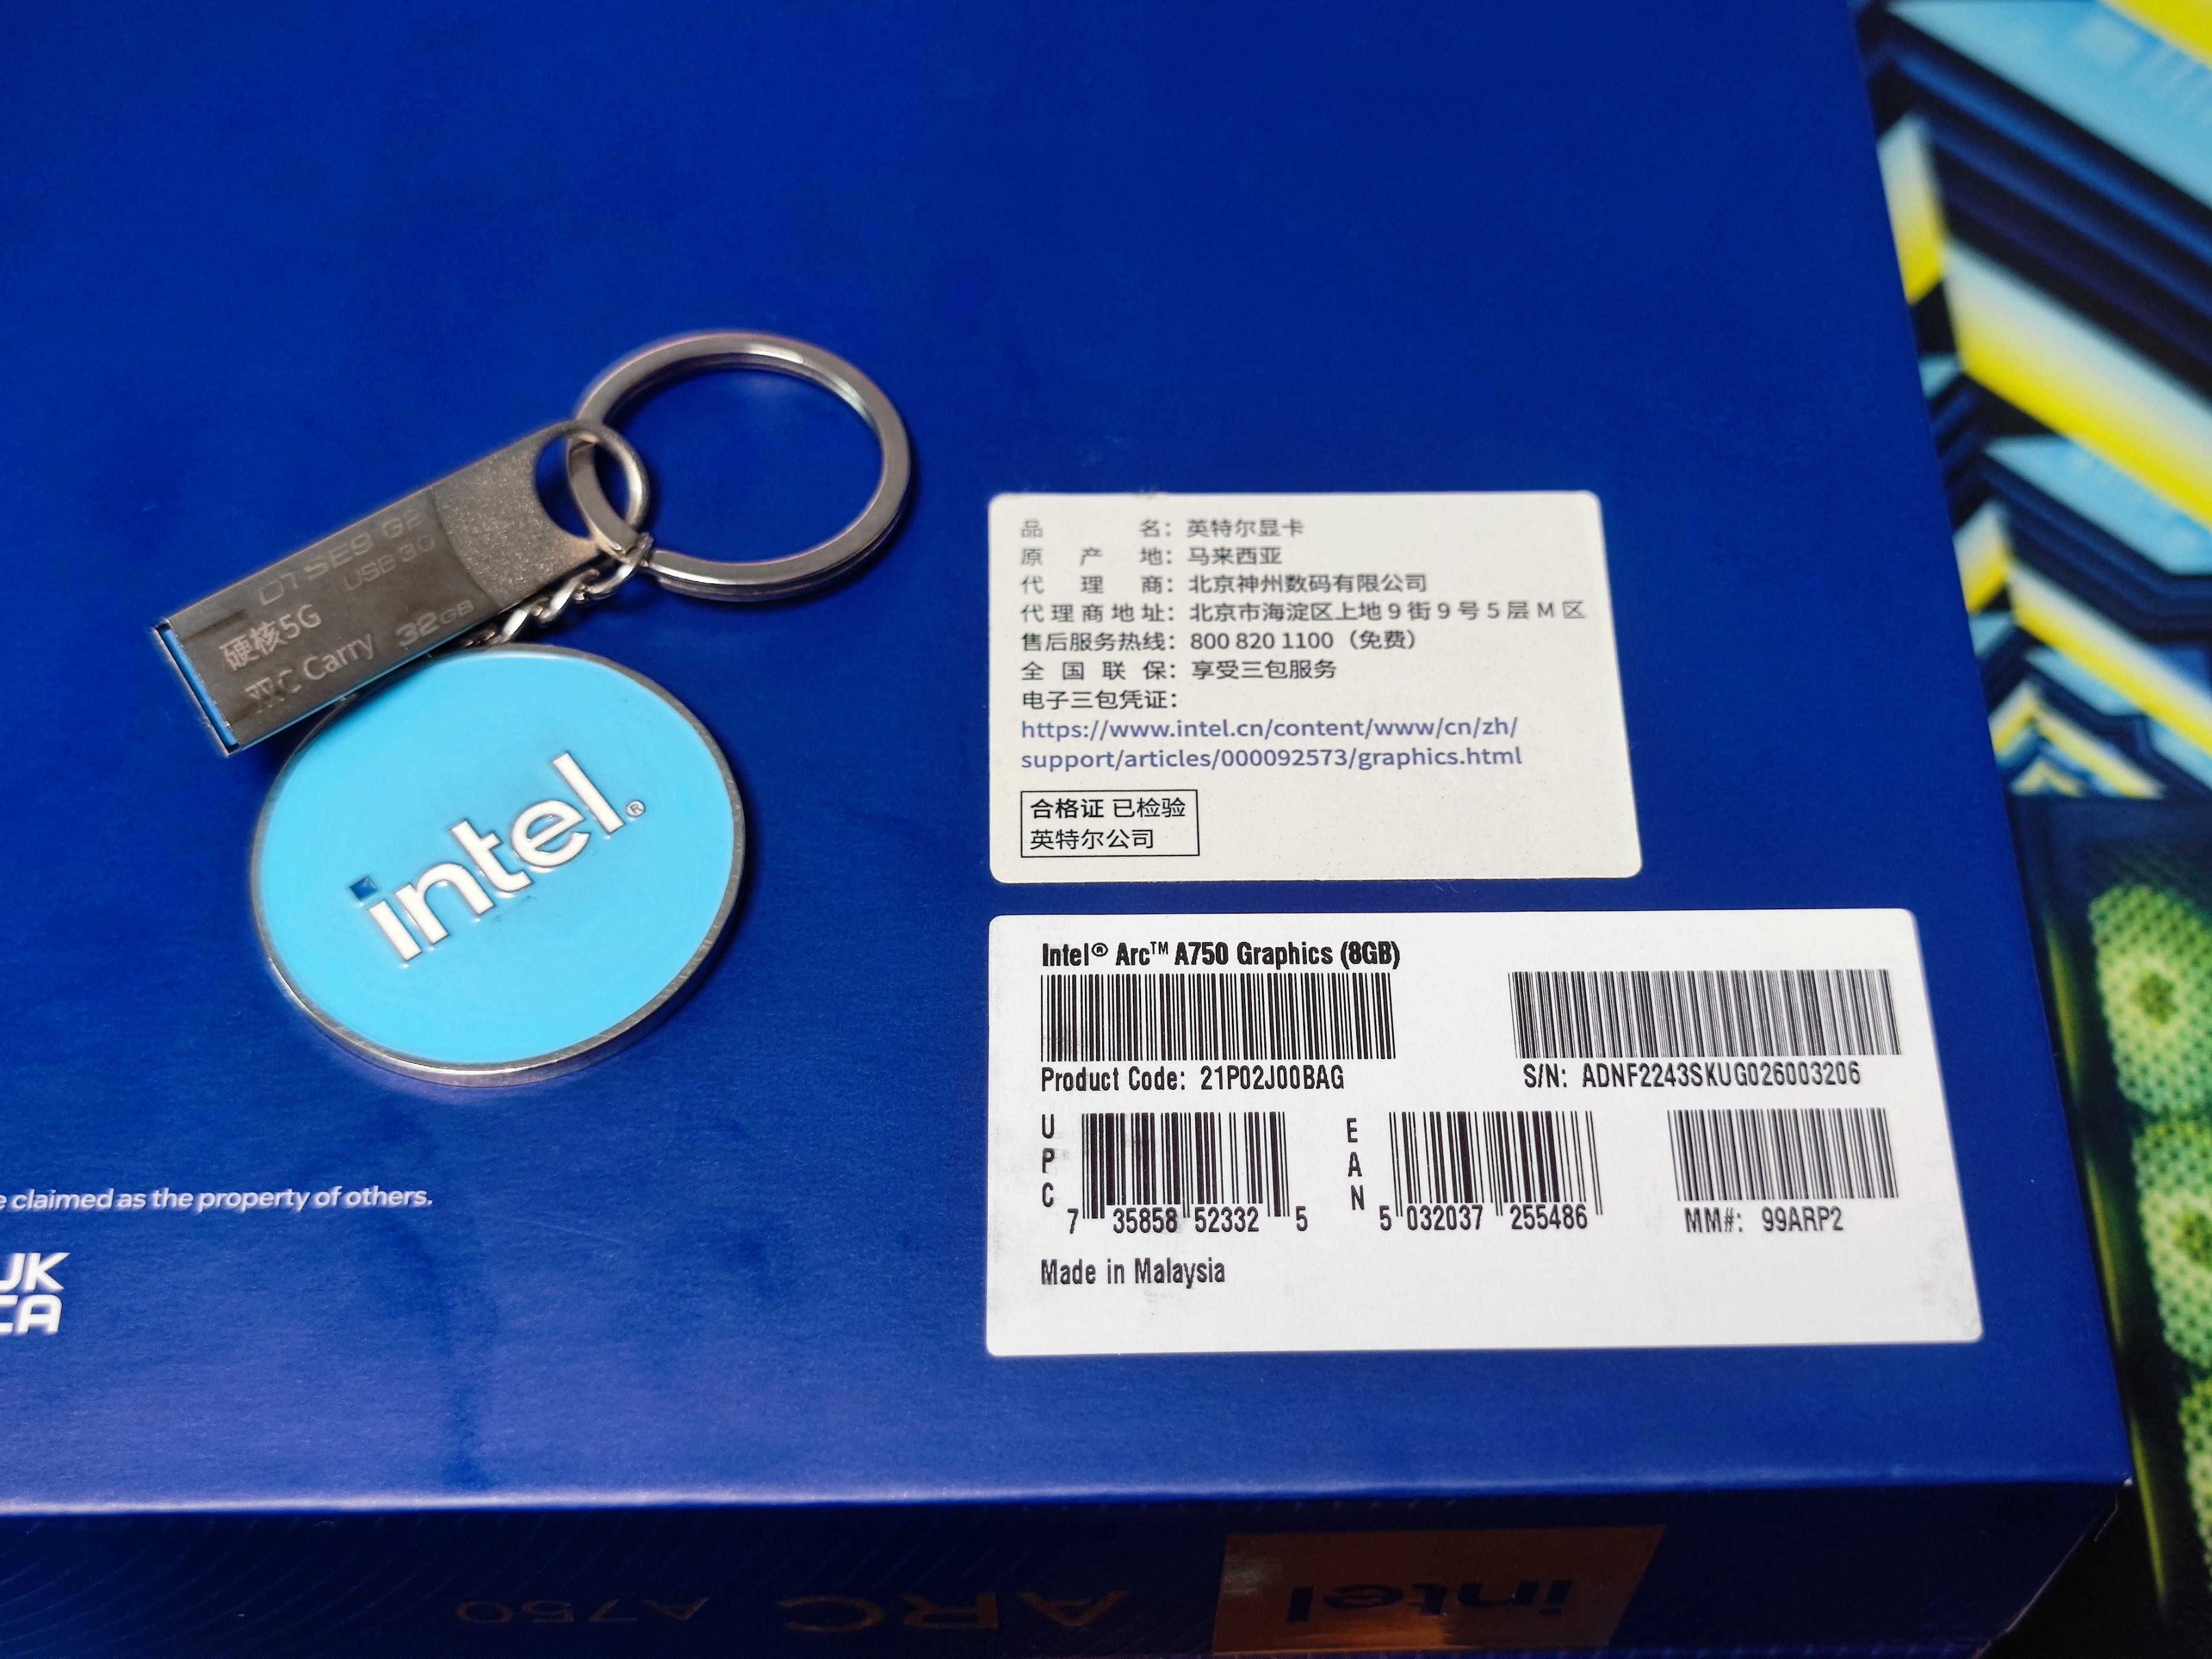 DTSE9 G2
USB 3.0
硬核5G
双C Carry 32GB
intel®
品名：英特尔显卡
原产地：马来西亚
代理商：北京神州数码有限公司
代理商地址：北京市海淀区上地 9 街 9 号 5 层 M 区
售后服务热线：800 820 1100（免费）
全国联保：享受三包服务
电子三包凭证：
https://www.intel.cn/content/www/cn/zh/
support/articles/000092573/graphics.html
合格证 已检验
英特尔公司
Intel® Arc™ A750 Graphics (8GB)
Product Code: 21P02J00BAG
S/N: ADNF2243SKUG026003206
UPC
7 35858 52332 5
EAN
5 032037 255486
MM#: 99ARP2
Made in Malaysia
claimed as the property of others.
UK
CA
intel ARC A750